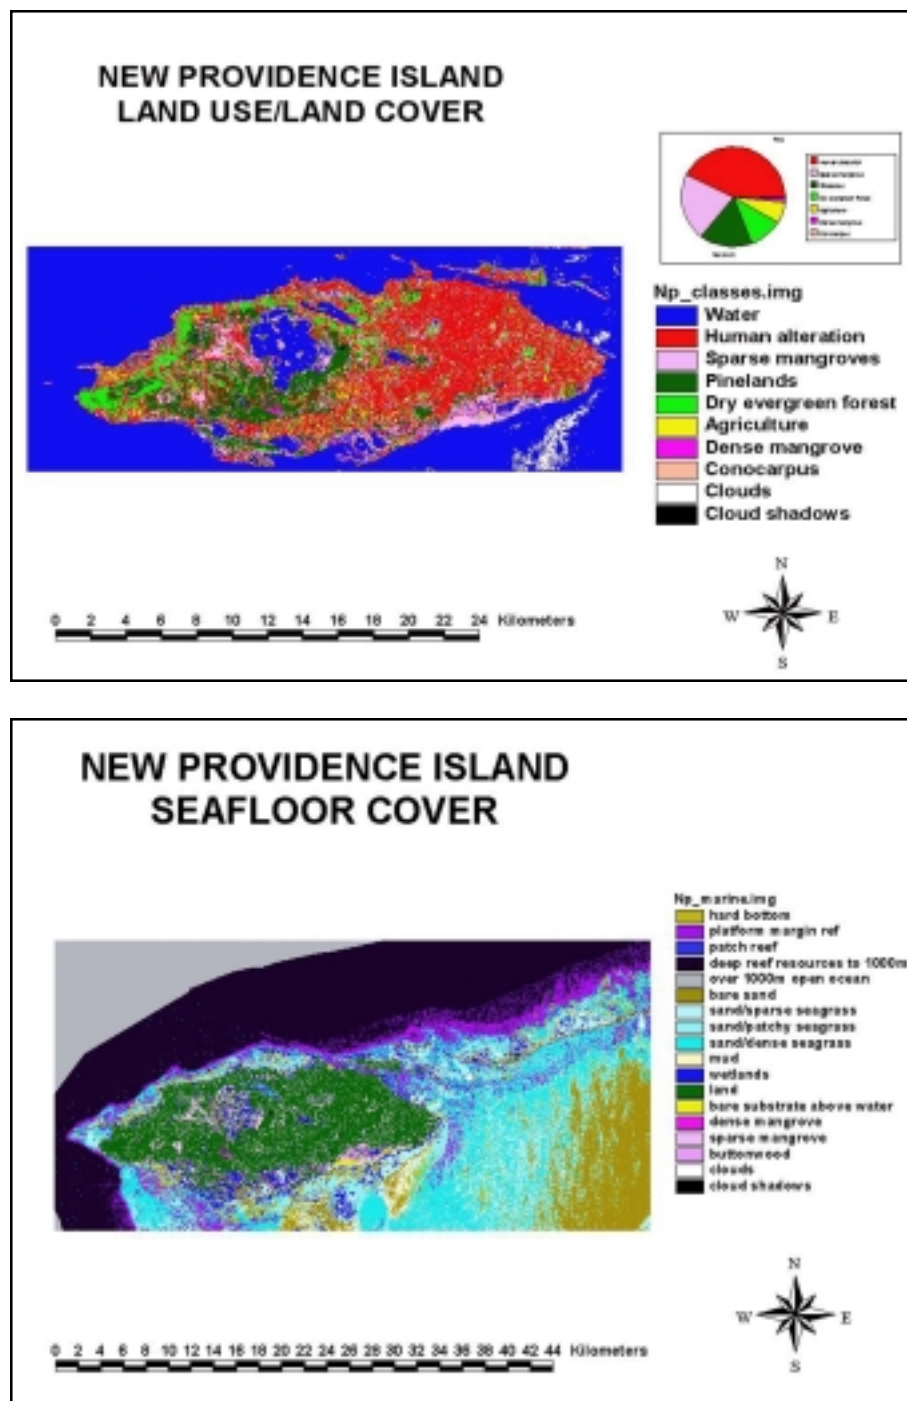 NEW PROVIDENCE ISLAND
LAND USE/LAND COVER
Np_classes.img
Water
Human alteration
Sparse mangroves
Pinelands
Dry evergreen forest
Agriculture
Dense mangrove
Conocarpus
Clouds
Cloud shadows
N
W E
S
0 2 4 6 8 10 12 14 16 18 20 22 24 Kilometers
NEW PROVIDENCE ISLAND
SEAFLOOR COVER
Np_marine.img
hard bottom
platform margin ref
patch reef
deep reef resources to 1000m
over 1000m open ocean
bare sand
sand/sparse seagrass
sand/patchy seagrass
sand/dense seagrass
mud
wetlands
land
bare substrate above water
dense mangrove
sparse mangrove
buttonwood
clouds
cloud shadows
N
W E
S
0 2 4 6 8 10 12 14 16 18 20 22 24 26 28 30 32 34 36 38 40 42 44 Kilometers